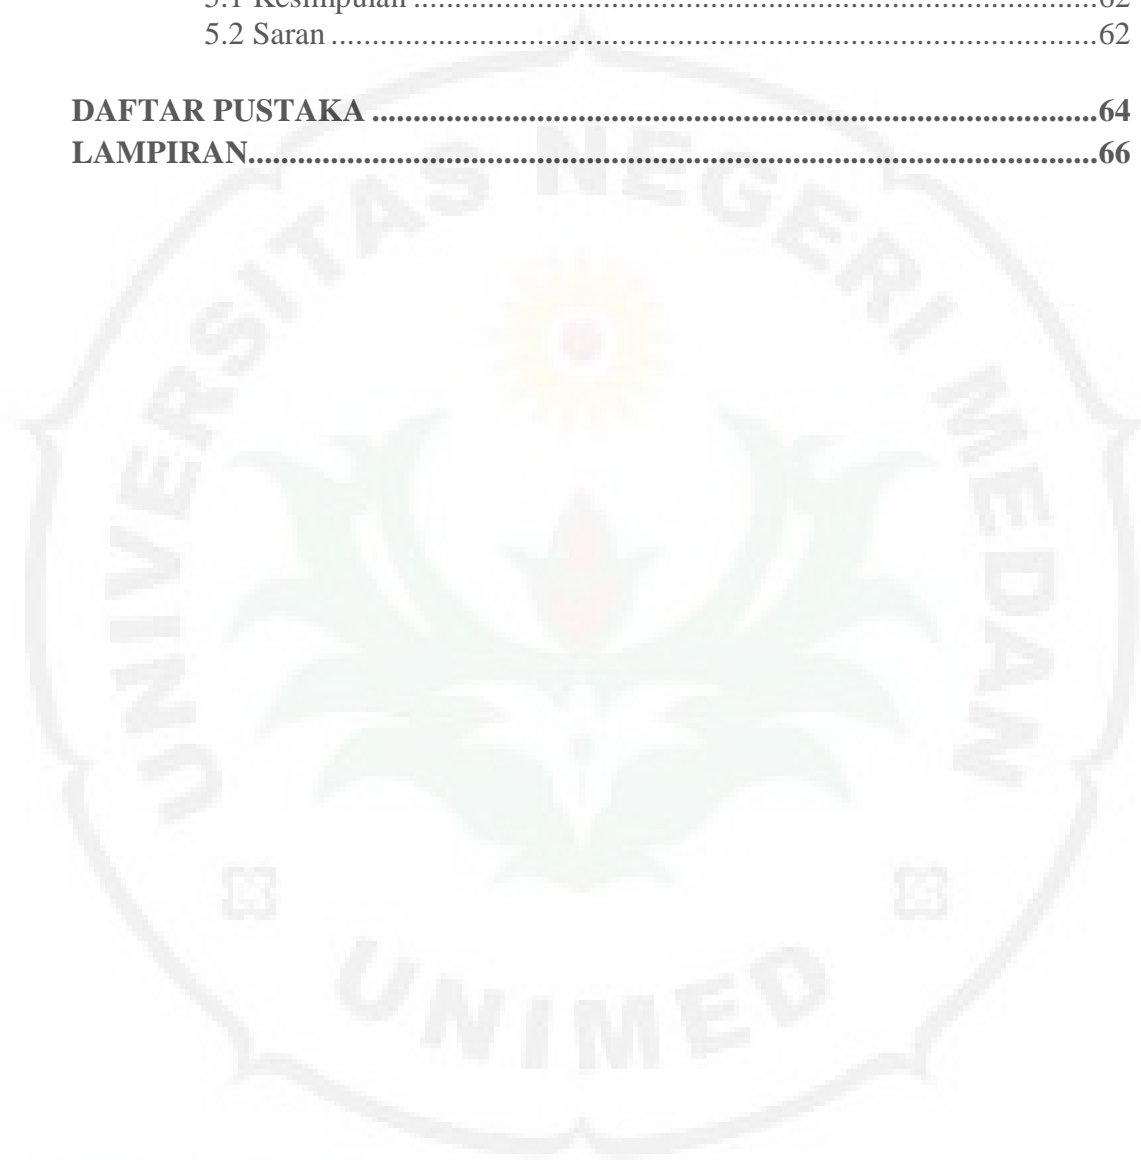 5.1 Kesimpulan ....................................................................................62
5.2 Saran ..............................................................................................62
DAFTAR PUSTAKA .........................................................................................64
LAMPIRAN........................................................................................................66
UNIVERSITAS NEGERI MEDAN
UNIMED